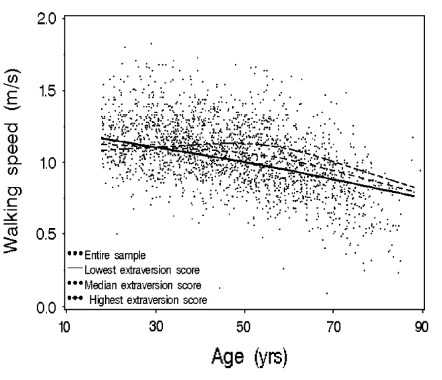 2.0
1.5
1.0
0.5
0.0
Walking speed (m/s)
Entire sample
Lowest extraversion score
Median extraversion score
Highest extraversion score
10 30 50 70 90
Age (yrs)